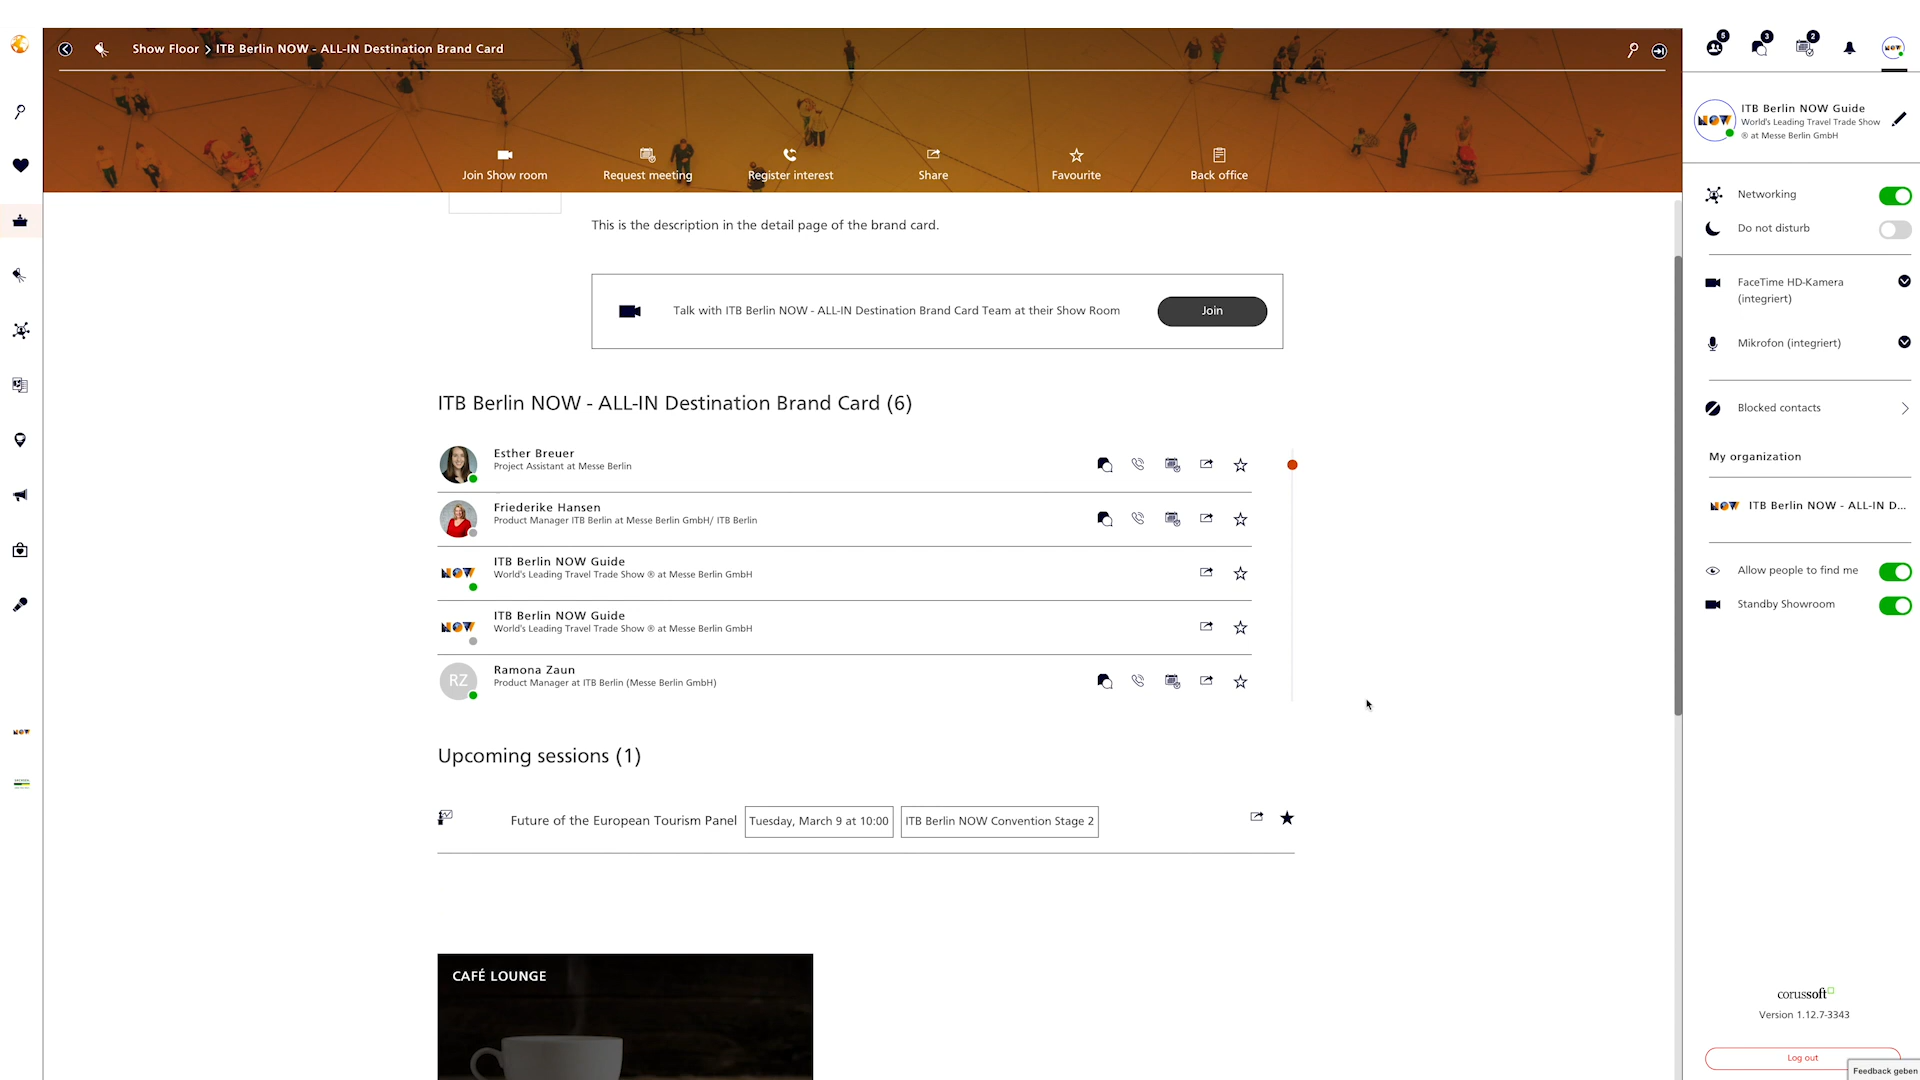 Show Floor > ITB Berlin NOW - ALL-IN Destination Brand Card
Join Show room
Request meeting
Register interest
Share
Favourite
Back office
This is the description in the detail page of the brand card.
Talk with ITB Berlin NOW - ALL-IN Destination Brand Card Team at their Show Room
Join
ITB Berlin NOW - ALL-IN Destination Brand Card (6)
Esther Breuer
Project Assistant at Messe Berlin
Friederike Hansen
Product Manager ITB Berlin at Messe Berlin GmbH/ ITB Berlin
NOW
ITB Berlin NOW Guide
World's Leading Travel Trade Show ® at Messe Berlin GmbH
NOW
ITB Berlin NOW Guide
World's Leading Travel Trade Show ® at Messe Berlin GmbH
RZ
Ramona Zaun
Product Manager at ITB Berlin (Messe Berlin GmbH)
Upcoming sessions (1)
Future of the European Tourism Panel
Tuesday, March 9 at 10:00
ITB Berlin NOW Convention Stage 2
CAFÉ LOUNGE
NOW
5
3
2
NOW
NOW
ITB Berlin NOW Guide
World's Leading Travel Trade Show
® at Messe Berlin GmbH
Networking
Do not disturb
FaceTime HD-Kamera
(integriert)
Mikrofon (integriert)
Blocked contacts
My organization
NOW
ITB Berlin NOW - ALL-IN D...
Allow people to find me
Standby Showroom
corussoft
Version 1.12.7-3343
Log out
Feedback geben